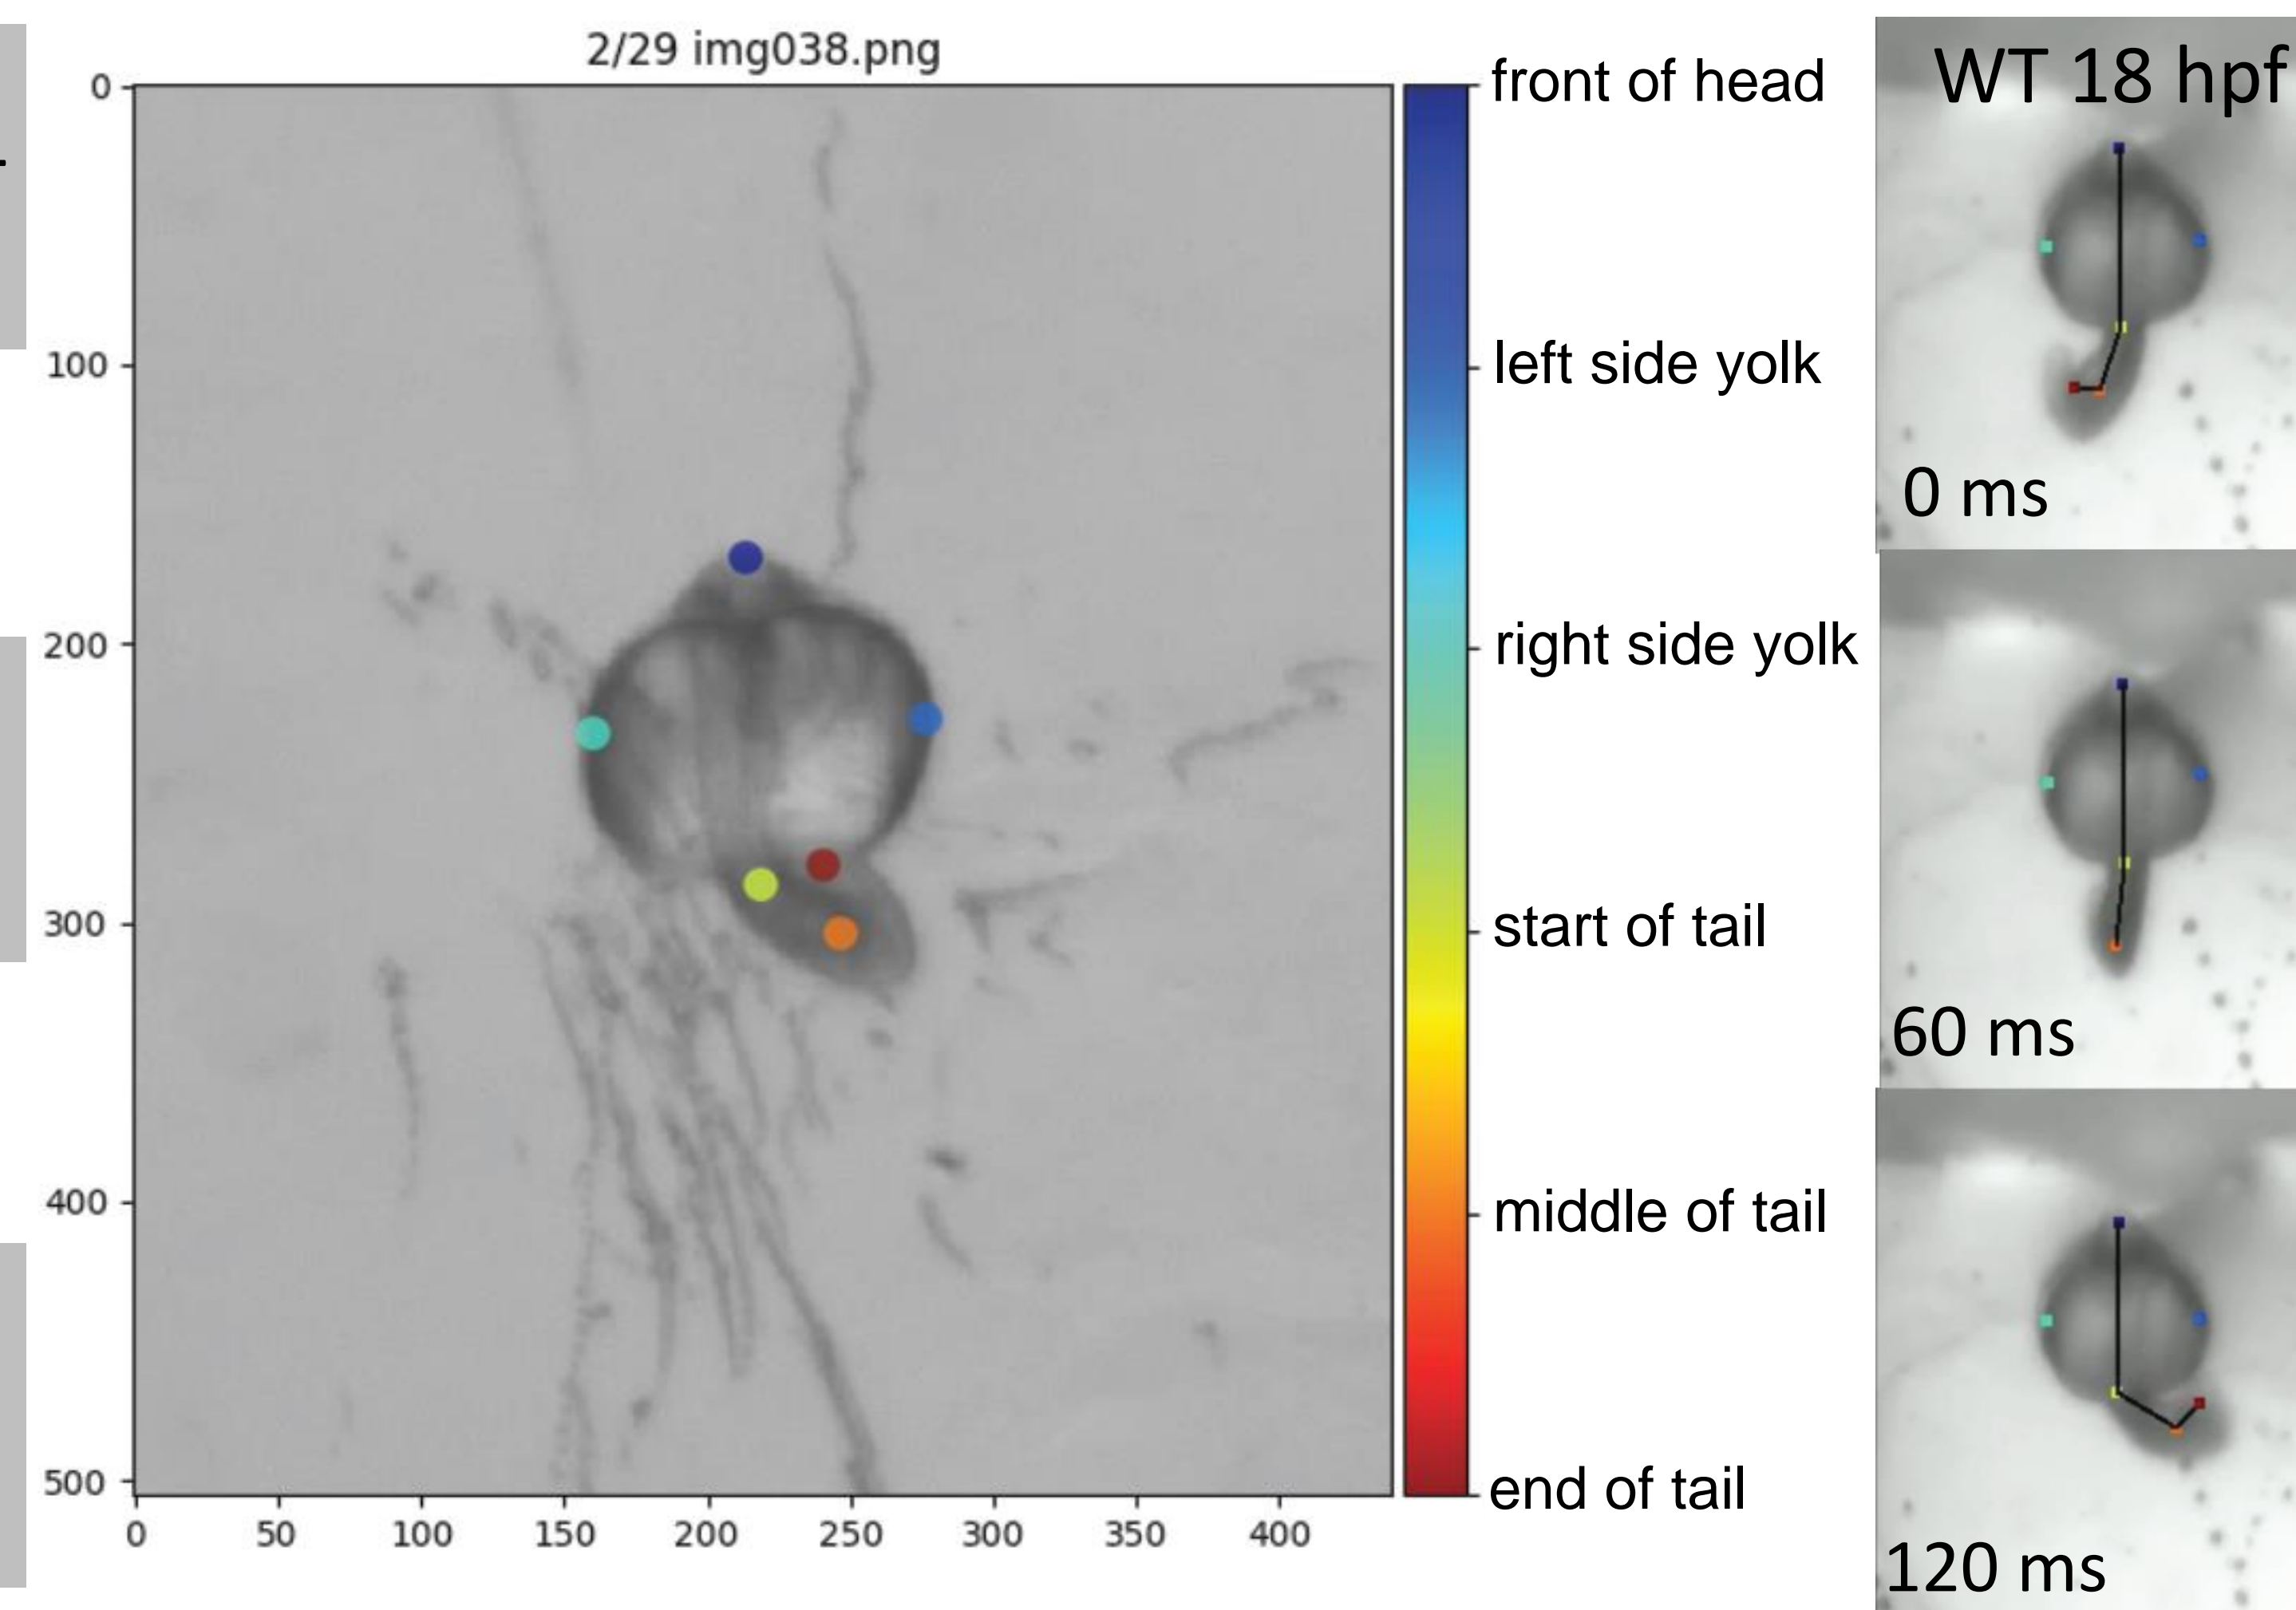 2/29 img038.png
0
100
200
300
400
500
0 50 100 150 200 250 300 350 400
front of head
left side yolk
right side yolk
start of tail
middle of tail
end of tail
WT 18 hpf
0 ms
60 ms
120 ms